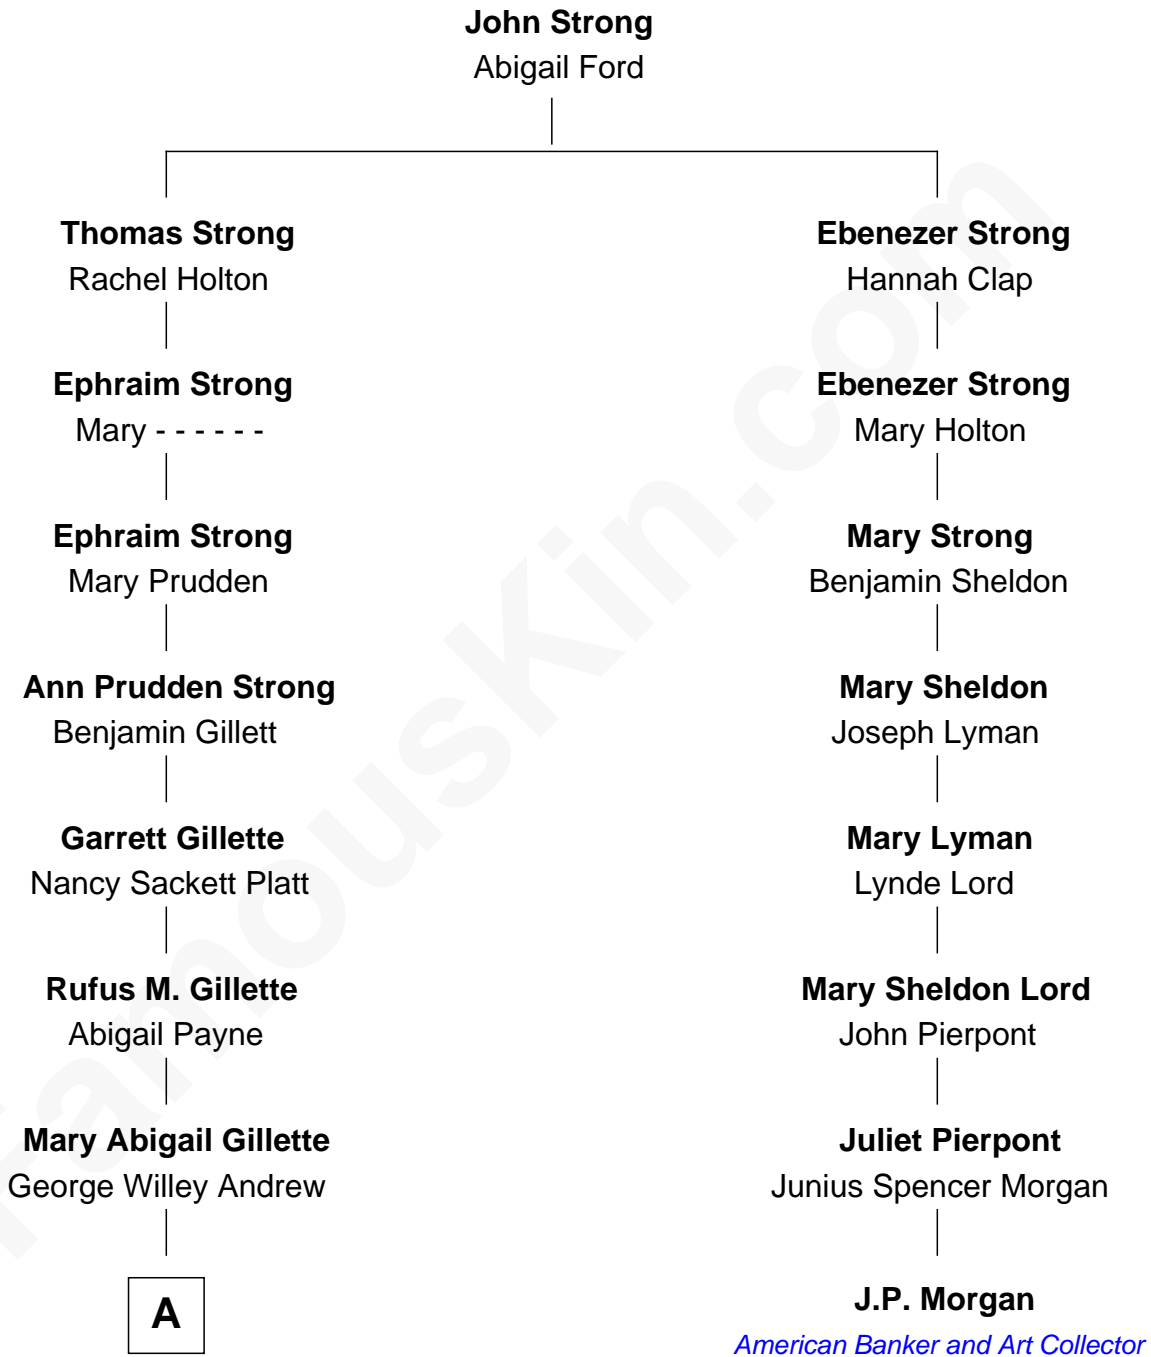 John Strong
Abigail Ford
Thomas Strong
Rachel Holton
Ephraim Strong
Mary - - - - - -
Ephraim Strong
Mary Prudden
Ann Prudden Strong
Benjamin Gillett
Garrett Gillette
Nancy Sackett Platt
Rufus M. Gillette
Abigail Payne
Mary Abigail Gillette
George Willey Andrew
A
Ebenezer Strong
Hannah Clap
Ebenezer Strong
Mary Holton
Mary Strong
Benjamin Sheldon
Mary Sheldon
Joseph Lyman
Mary Lyman
Lynde Lord
Mary Sheldon Lord
John Pierpont
Juliet Pierpont
Junius Spencer Morgan
J.P. Morgan
American Banker and Art Collector
FamousKin.com